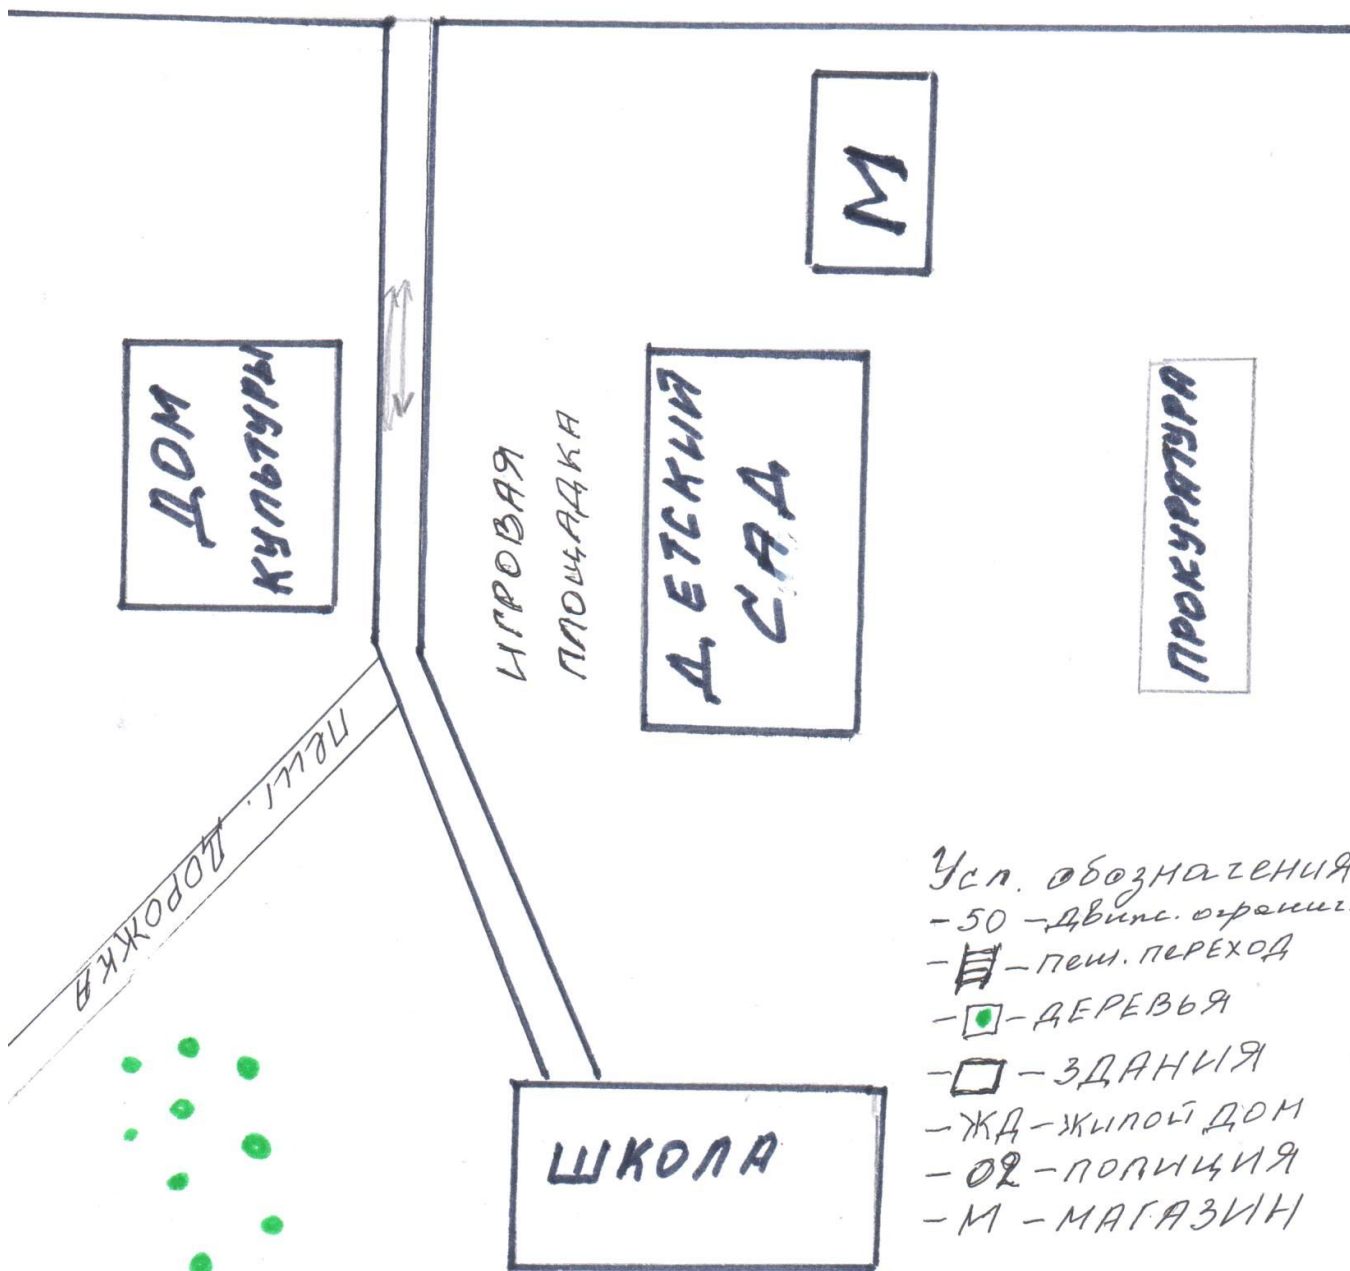 М
ДОМ
КУЛЬТУРЫ
ИГРОВАЯ
ПЛОЩАДКА
ДЕТСКИЙ
САД
ПРОКУРАТУРА
ПЕШ. ДОРОЖКА
ШКОЛА
Усл. обозначения
- 50 - движ. огранич.
- пеш. ПЕРЕХОД
- ДЕРЕВЬЯ
- ЗДАНИЯ
- ЖД - жилой ДОМ
- 02 - ПОЛИЦИЯ
- М - МАГАЗИН